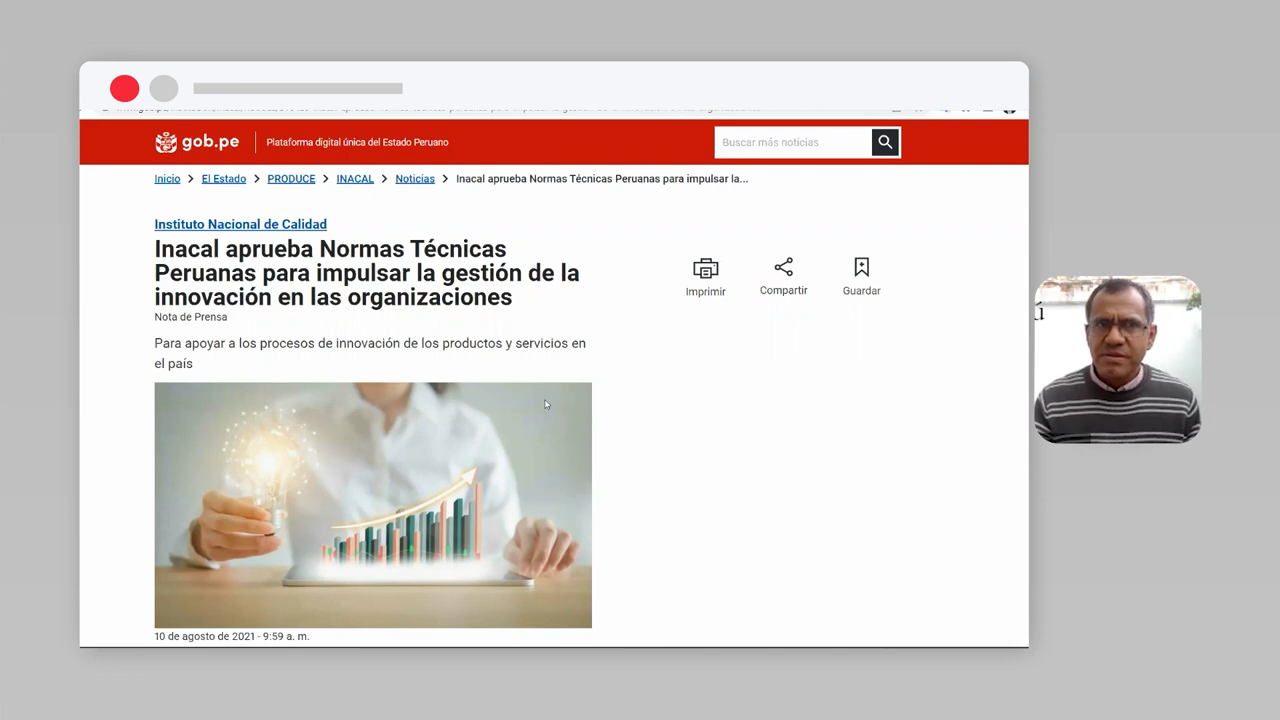 gob.pe
Plataforma digital única del Estado Peruano
Buscar más noticias
Inicio > El Estado > PRODUCE > INACAL > Noticias > Inacal aprueba Normas Técnicas Peruanas para impulsar la...
Instituto Nacional de Calidad
Inacal aprueba Normas Técnicas
Peruanas para impulsar la gestión de la
innovación en las organizaciones
Imprimir
Compartir
Guardar
Nota de Prensa
Para apoyar a los procesos de innovación de los productos y servicios en
el país
10 de agosto de 2021 - 9:59 a. m.
ú